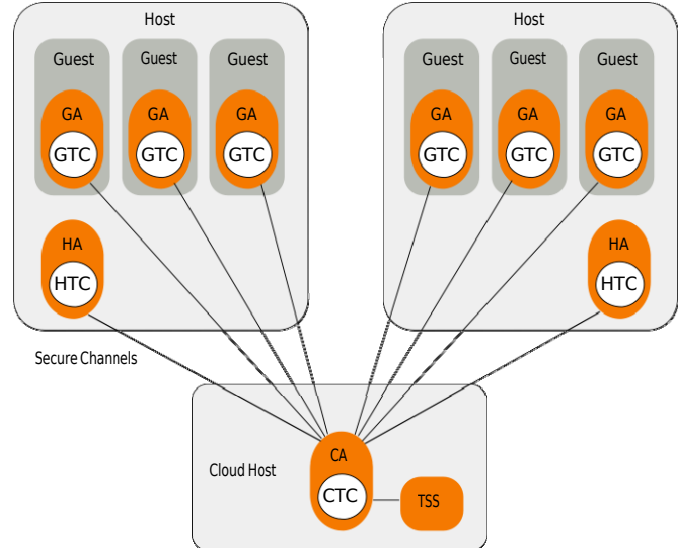 Host
Host
Guest
Guest
Guest
Guest
Guest
Guest
GA
GA
GA
GA
GA
GA
GTC
GTC
GTC
GTC
GTC
GTC
HA
HA
HTC
HTC
Secure Channels
CA
Cloud Host
CTC
TSS